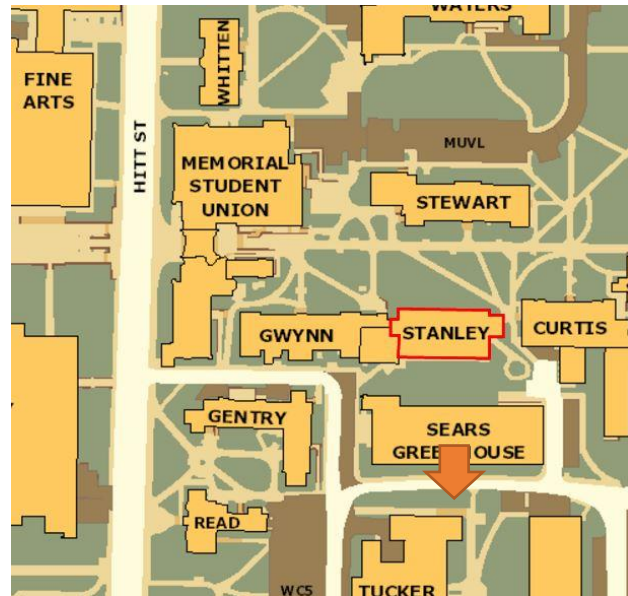 WATERS
FINE
ARTS
WHITTEN
HITT ST
MUVL
MEMORIAL
STUDENT
UNION
STEWART
GWYNN
STANLEY
CURTIS
GENTRY
SEARS
READ
WC5
TUCKER